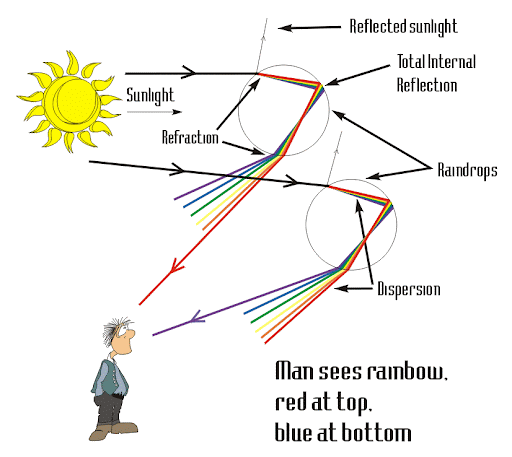 Reflected sunlight
Total Internal
Reflection
Sunlight
Refraction
Raindrops
Dispersion
Man sees rainbow,
red at top,
blue at bottom